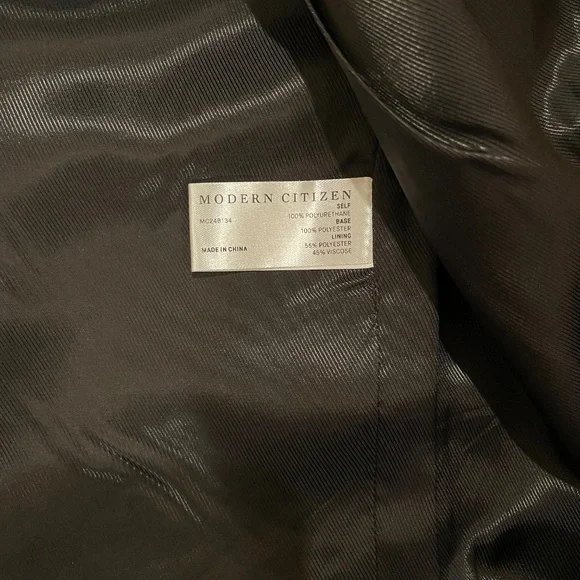 MODERN CITIZEN
SELF
100% POLYURETHANE
MC24B134
BASE
100% POLYESTER
LINING
MADE IN CHINA
55% POLYESTER
45% VISCOSE